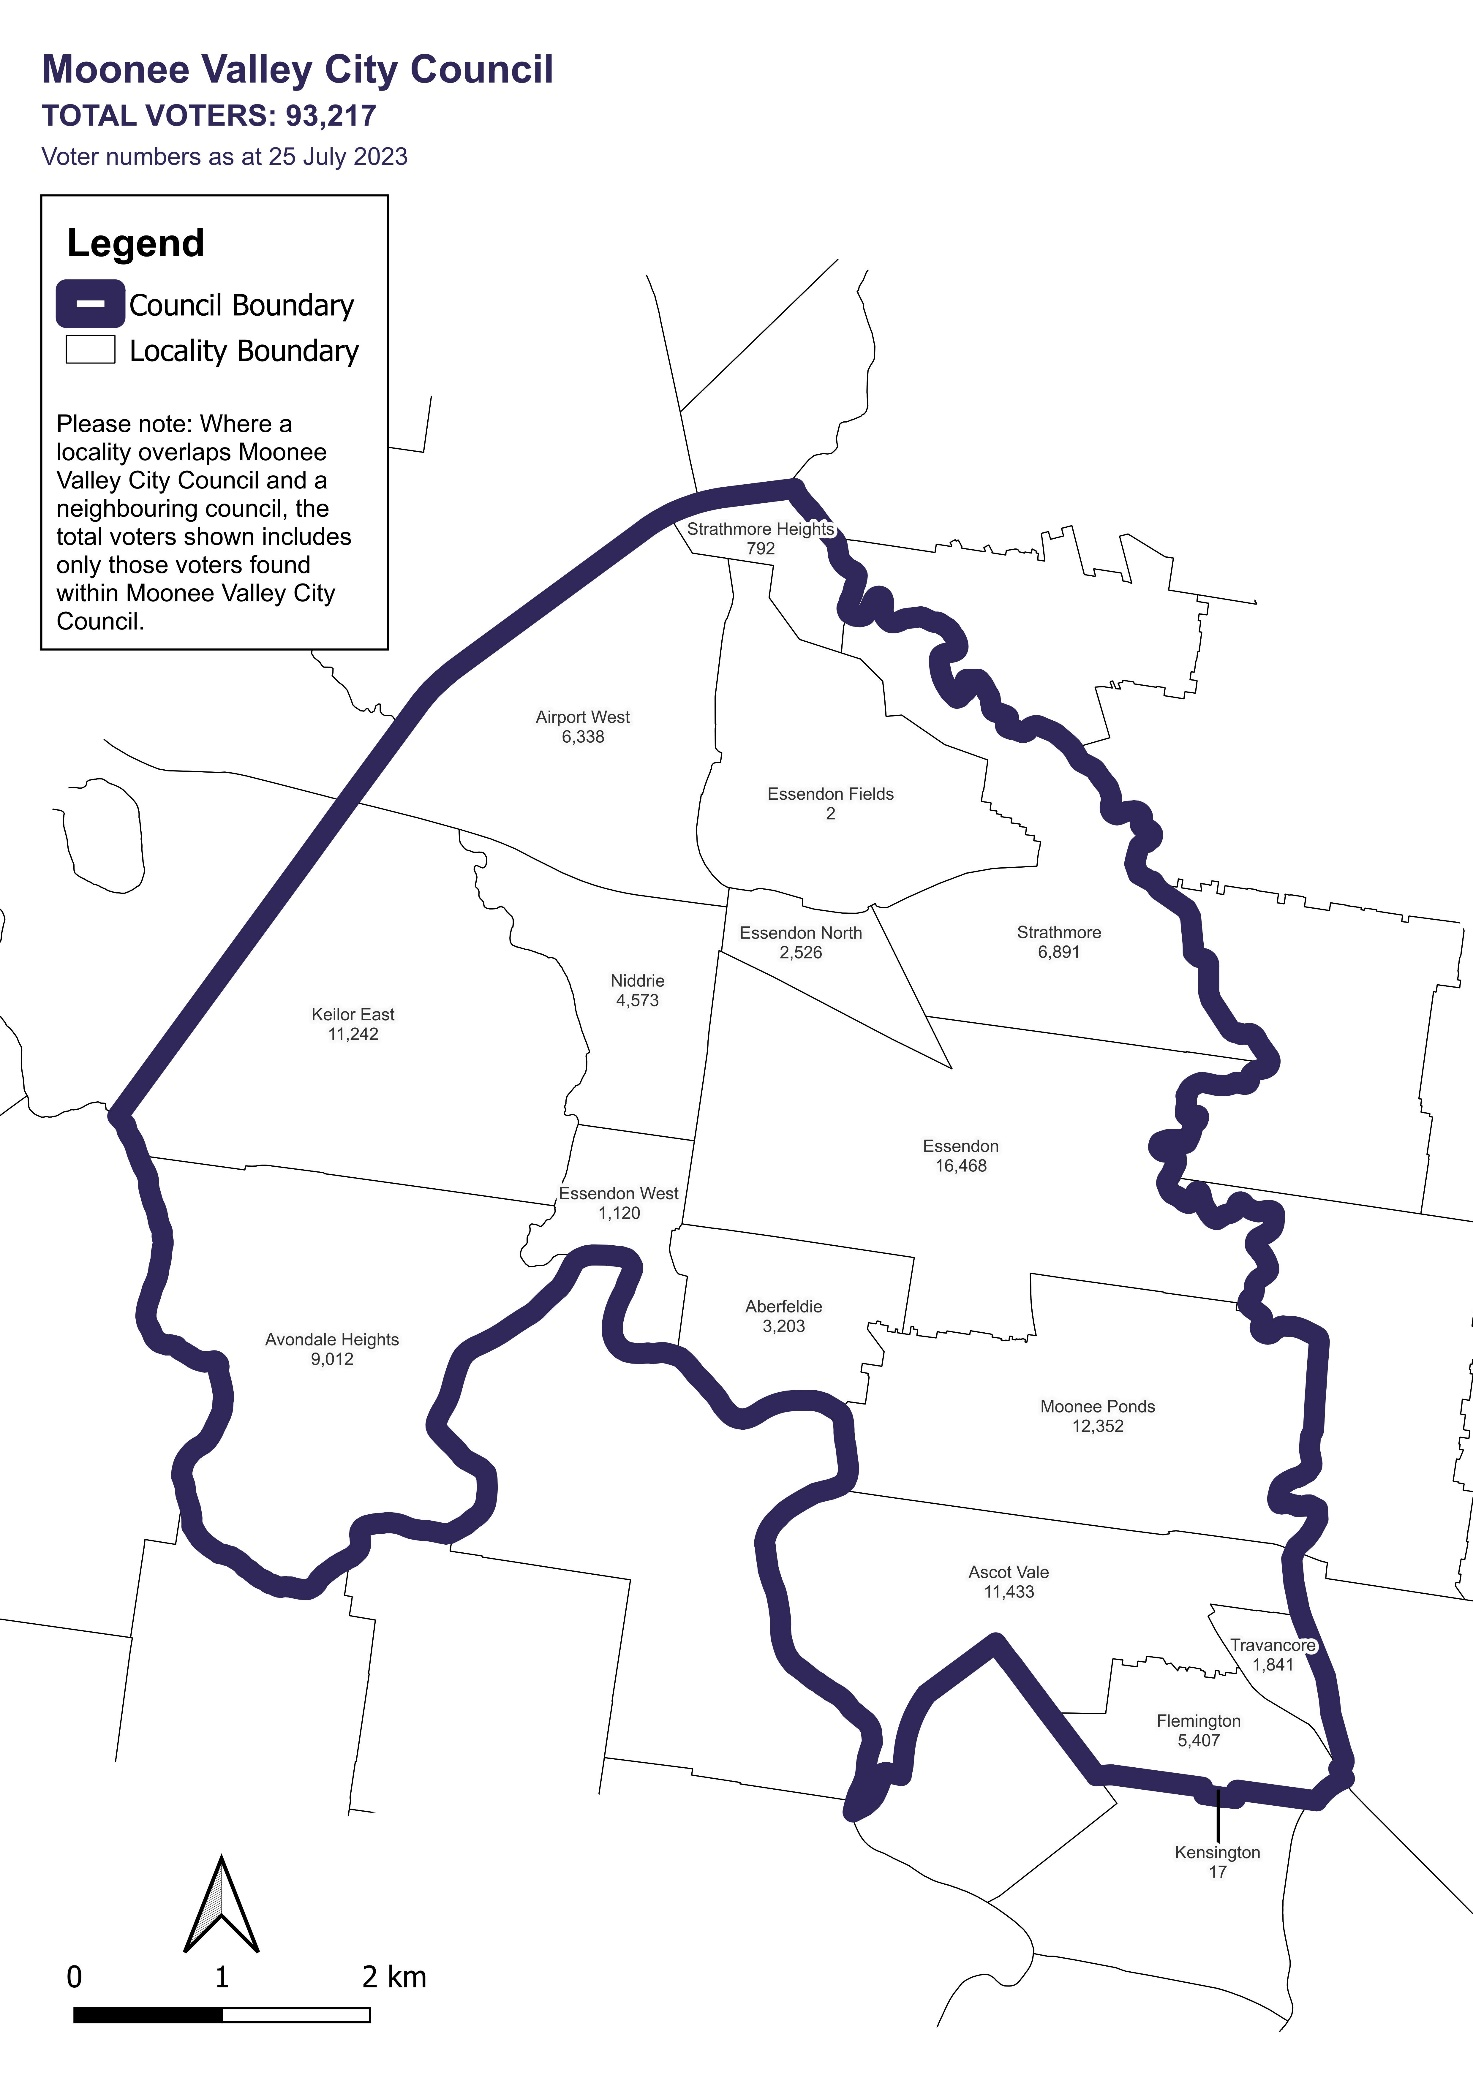 Moonee Valley City Council
TOTAL VOTERS: 93,217
Voter numbers as at 25 July 2023
Legend
Council Boundary
Locality Boundary
Please note: Where a
locality overlaps Moonee
Valley City Council and a
neighbouring council, the
total voters shown includes
only those voters found
within Moonee Valley City
Council.
Strathmore Heights
792
Airport West
6,338
Essendon Fields
2
Essendon North
2,526
Strathmore
6,891
Niddrie
4,573
Keilor East
11,242
Essendon
16,468
Essendon West
1,120
Aberfeldie
3,203
Avondale Heights
9,012
Moonee Ponds
12,352
Ascot Vale
11,433
Travancore
1,841
Flemington
5,407
Kensington
17
0 1 2 km